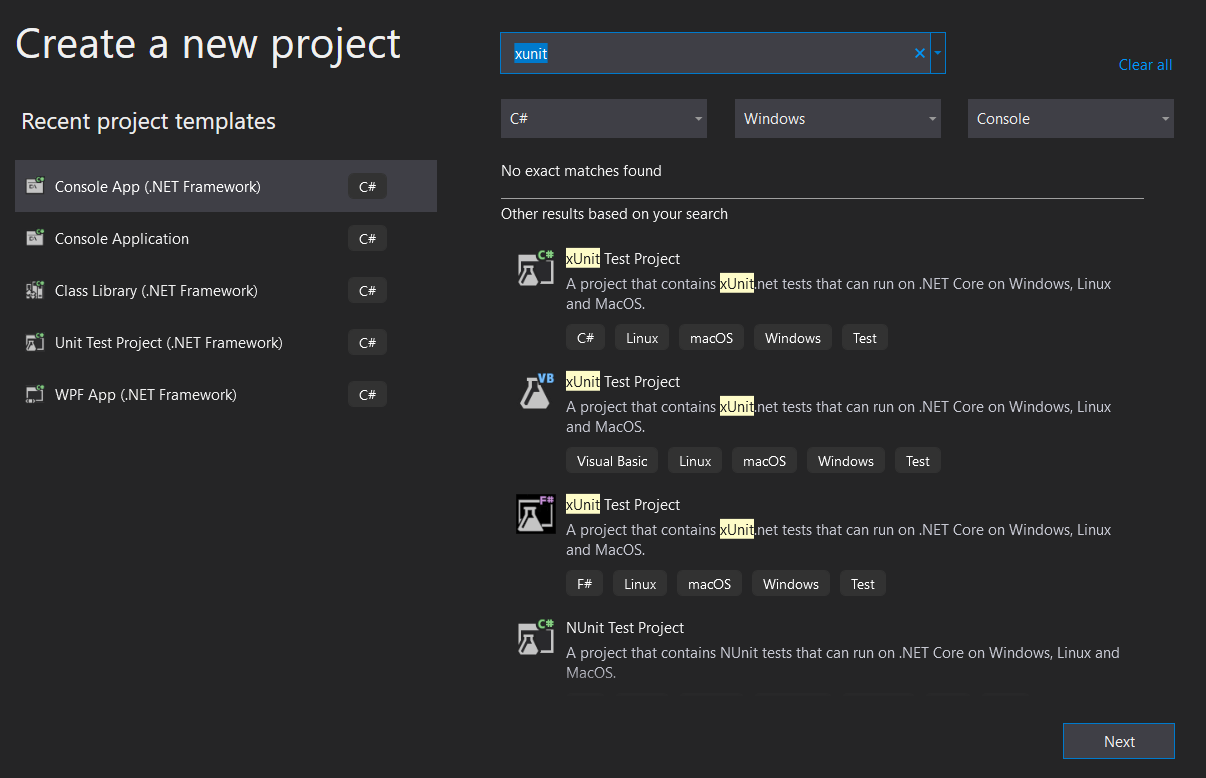 Create a new project
xunit
Clear all
C#
Windows
Console
Recent project templates
Console App (.NET Framework)
C#
Console Application
C#
Class Library (.NET Framework)
C#
Unit Test Project (.NET Framework)
C#
WPF App (.NET Framework)
C#
No exact matches found
Other results based on your search
C#
xUnit Test Project
A project that contains xUnit.net tests that can run on .NET Core on Windows, Linux
and MacOS.
C# Linux macOS Windows Test
VB
xUnit Test Project
A project that contains xUnit.net tests that can run on .NET Core on Windows, Linux
and MacOS.
Visual Basic Linux macOS Windows Test
F#
xUnit Test Project
A project that contains xUnit.net tests that can run on .NET Core on Windows, Linux
and MacOS.
F# Linux macOS Windows Test
C#
NUnit Test Project
A project that contains NUnit tests that can run on .NET Core on Windows, Linux and
MacOS.
Next